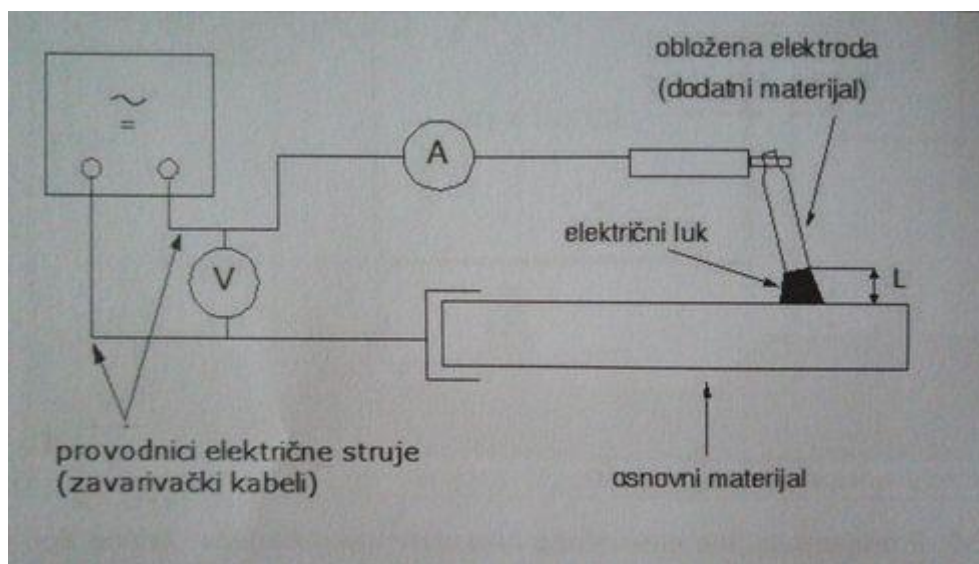 obložena elektroda
(dodatni materijal)
~
=
A
električni luk
V
L
provodnici električne struje
(zavarivački kabeli)
osnovni materijal